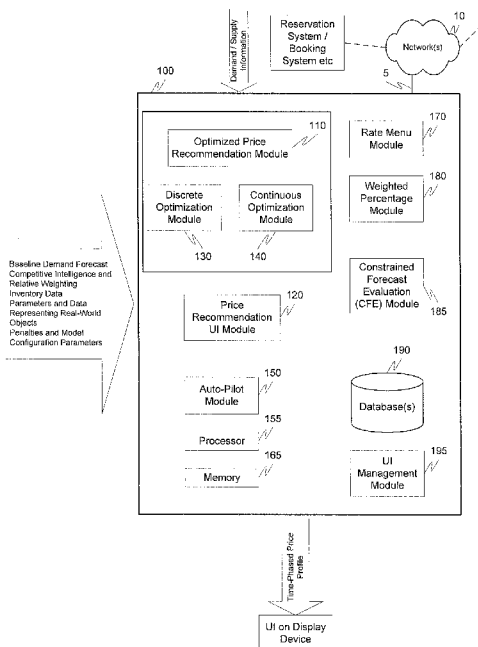 Demand / Supply
Information
Reservation
System /
Booking
System etc
10
Network(s)
5
100
110
Optimized Price
Recommendation Module
170
Rate Menu
Module
Discrete
Optimization
Module
130
Continuous
Optimization
Module
140
180
Weighted
Percentage
Module
Baseline Demand Forecast
Competitive Intelligence and
Relative Weighting
Inventory Data
Parameters and Data
Representing Real-World
Objects
Penalties and Model
Configuration Parameters
Constrained
Forecast
Evaluation
(CFE) Module
185
Price
Recommendation
UI Module
120
150
Auto-Pilot
Module
190
Database(s)
155
Processor
165
Memory
UI
Management
Module
195
Time-Phased Price
Profile
UI on Display
Device